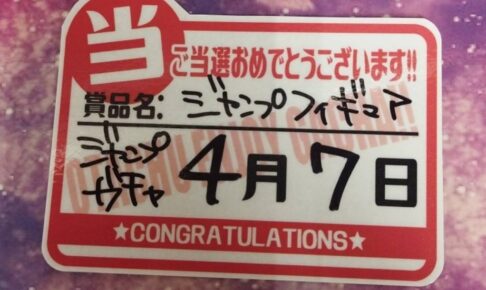 当
ご当選おめでとうございます!!
賞品名: ジャンプフィギュア
ジャンプ
ガチャ
4月7日
★CONGRATULATIONS★